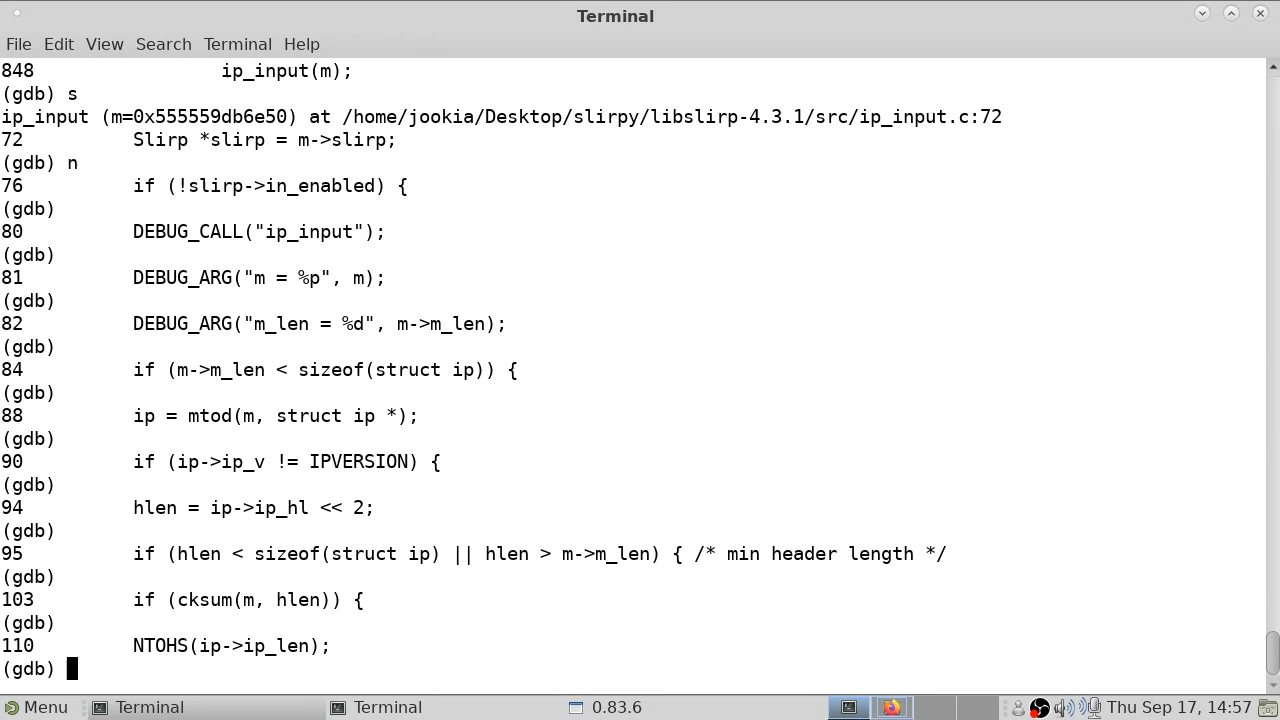 Terminal
File Edit View Search Terminal Help
848                 ip_input(m);
(gdb) s
ip_input (m=0x555559db6e50) at /home/jookia/Desktop/slirpy/libslirp-4.3.1/src/ip_input.c:72
72          Slirp *slirp = m->slirp;
(gdb) n
76          if (!slirp->in_enabled) {
(gdb)
80          DEBUG_CALL("ip_input");
(gdb)
81          DEBUG_ARG("m = %p", m);
(gdb)
82          DEBUG_ARG("m_len = %d", m->m_len);
(gdb)
84          if (m->m_len < sizeof(struct ip)) {
(gdb)
88          ip = mtod(m, struct ip *);
(gdb)
90          if (ip->ip_v != IPVERSION) {
(gdb)
94          hlen = ip->ip_hl << 2;
(gdb)
95          if (hlen < sizeof(struct ip) || hlen > m->m_len) { /* min header length */
(gdb)
103         if (cksum(m, hlen)) {
(gdb)
110         NTOHS(ip->ip_len);
(gdb)
Menu Terminal Terminal 0.83.6 Thu Sep 17, 14:57